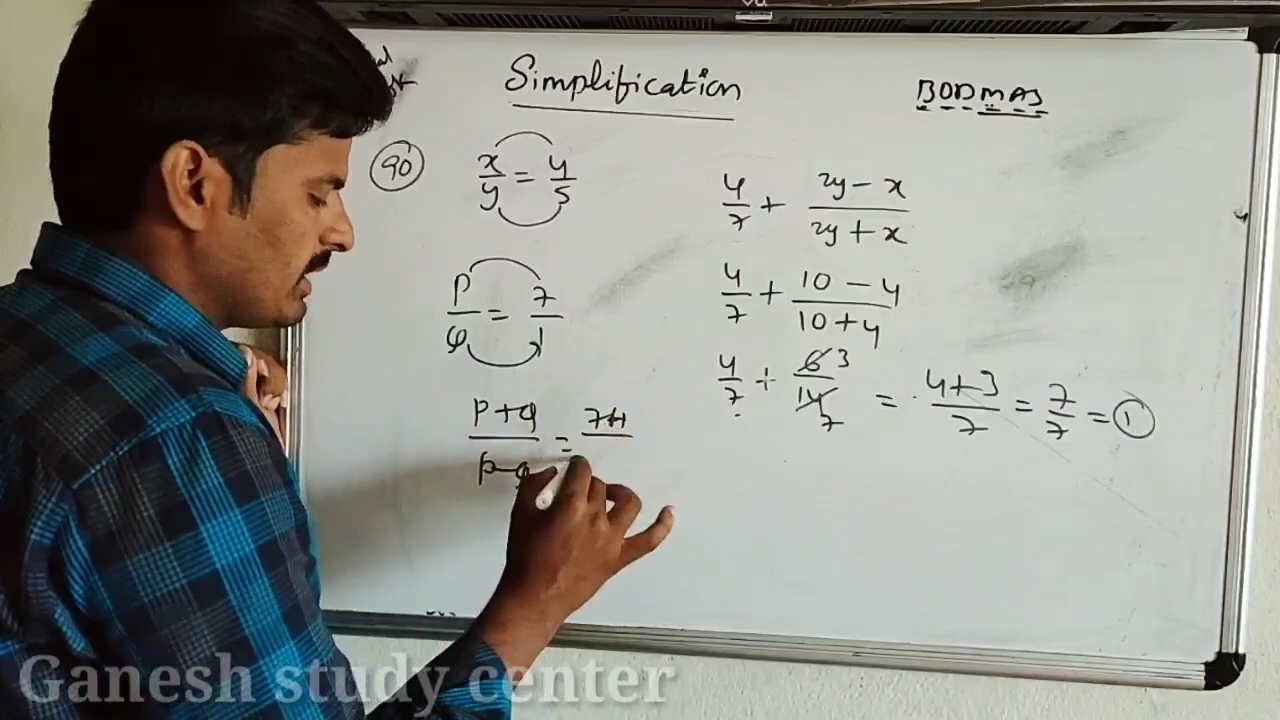 Simplification
BODMAS
90
x/y = 4/5
4/7 + (2y - x)/(2y + x)
p/q = 7/1
4/7 + (10 - 4)/(10 + 4)
4/7 + 6 3/14 7 = (4+3)/7 = 7/7 = 1
(p+q)/(p-q) = 7+1
Ganesh study center